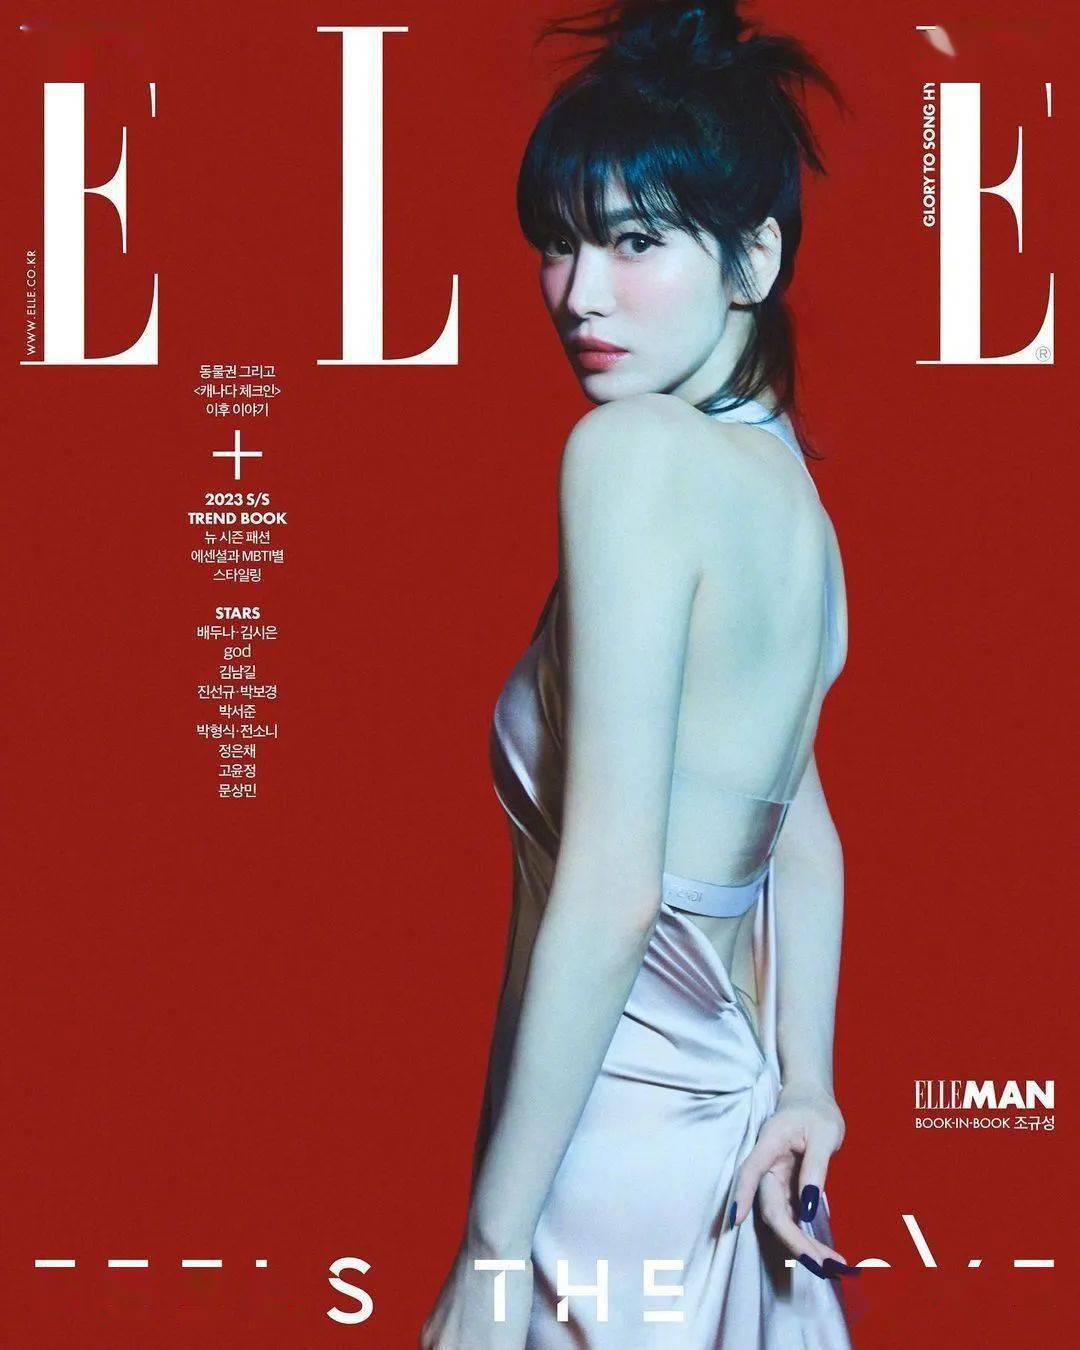 ELLE
WWW.ELLE.CO.KR
GLORY TO SONG HY
®
동물권 그리고
<캐나다 체크인>
이후 이야기
+
2023 S/S
TREND BOOK
뉴 시즌 패션
에센셜과 MBTI별
스타일링
STARS
배두나·김시은
god
김남길
진선규·박보경
박서준
박형식·전소니
정은채
고윤정
문상민
ELLEMAN
BOOK-IN-BOOK 조규성
THE